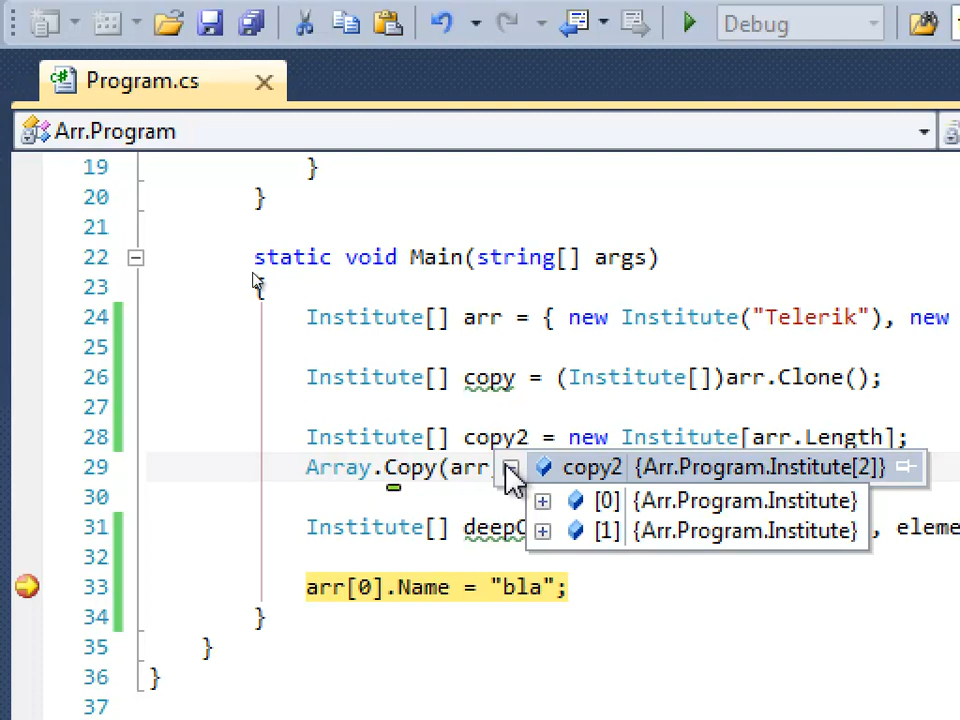 Debug
C# Program.cs
Arr.Program
19 }
20 }
21
22 static void Main(string[] args)
23 {
24 Institute[] arr = { new Institute("Telerik"), new
25
26 Institute[] copy = (Institute[])arr.Clone();
27
28 Institute[] copy2 = new Institute[arr.Length];
29 Array.Copy(arr copy2 {Arr.Program.Institute[2]}
[0] {Arr.Program.Institute}
30
[1] {Arr.Program.Institute}
31 Institute[] deepC , eleme
32
33 arr[0].Name = "bla";
34 }
35 }
36 }
37